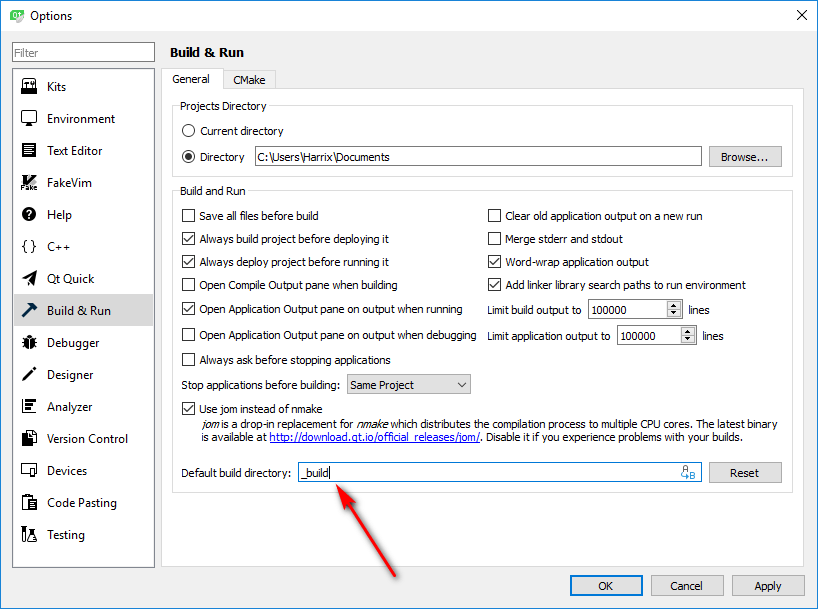 Options
Filter
Kits
Environment
Text Editor
FakeVim
Help
C++
Qt Quick
Build & Run
Debugger
Designer
Analyzer
Version Control
Devices
Code Pasting
Testing
Build & Run
General
CMake
Projects Directory
Current directory
Directory
C:\Users\Harrix\Documents
Browse...
Build and Run
Save all files before build
Always build project before deploying it
Always deploy project before running it
Open Compile Output pane when building
Open Application Output pane on output when running
Open Application Output pane on output when debugging
Always ask before stopping applications
Clear old application output on a new run
Merge stderr and stdout
Word-wrap application output
Add linker library search paths to run environment
Limit build output to 100000 lines
Limit application output to 100000 lines
Stop applications before building: Same Project
Use jom instead of nmake
jom is a drop-in replacement for nmake which distributes the compilation process to multiple CPU cores. The latest binary
is available at http://download.qt.io/official_releases/jom/. Disable it if you experience problems with your builds.
Default build directory: _build
Reset
OK
Cancel
Apply